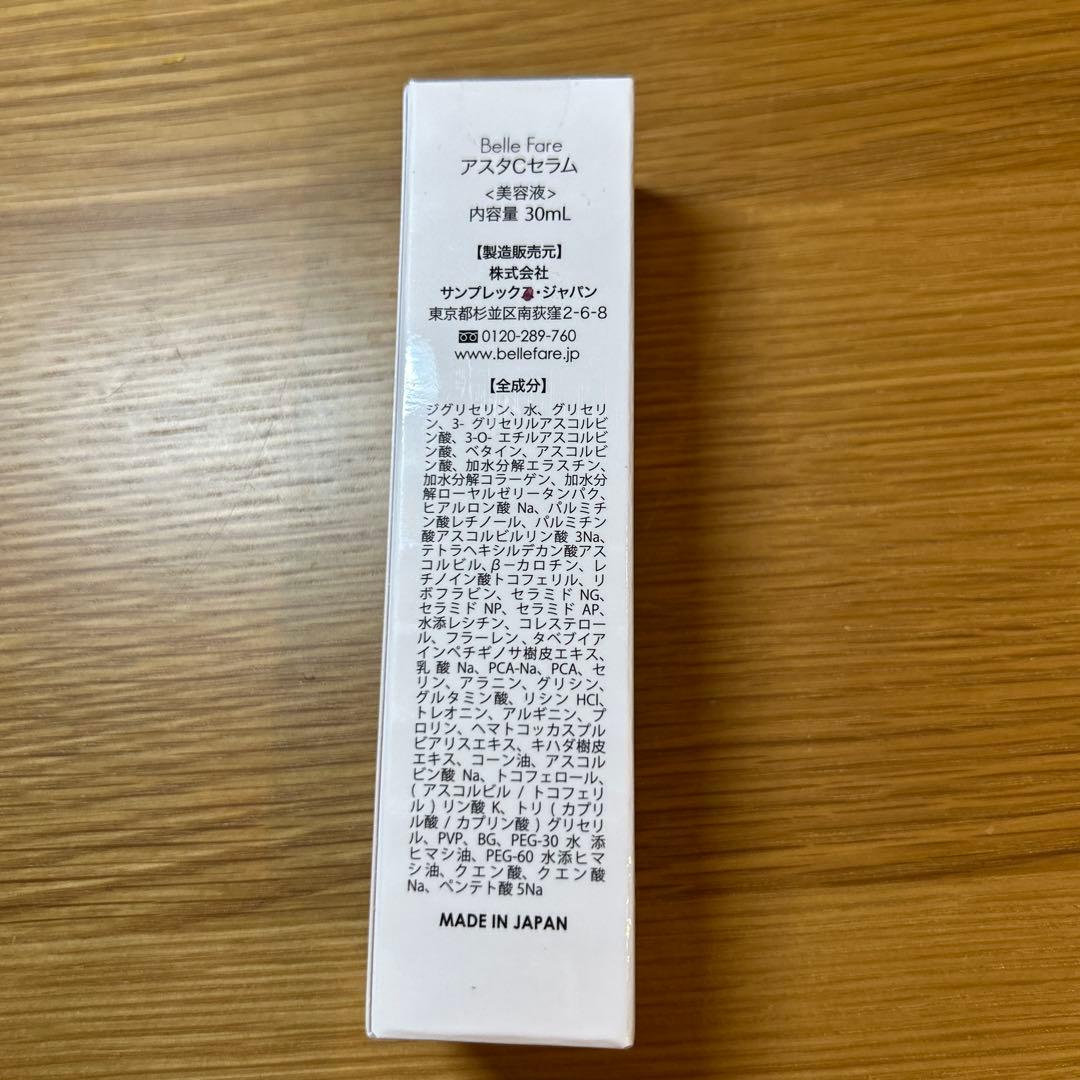 Belle Fare
アスタCセラム
<美容液>
内容量 30mL
【製造販売元】
株式会社
サンプレックス・ジャパン
東京都杉並区南荻窪2-6-8
0120-289-760
www.bellefare.jp
【全成分】
ジグリセリン、水、グリセリ
ン、3- グリセリルアスコルビ
ン酸、3-O- エチルアスコルビ
ン酸、ベタイン、アスコルビ
ン酸、加水分解エラスチン、
加水分解コラーゲン、加水分
解ローヤルゼリータンパク、
ヒアルロン酸 Na、パルミチ
ン酸レチノール、パルミチン
酸アスコルビルリン酸 3Na、
テトラヘキシルデカン酸アス
コルビル、β－カロチン、レ
チノイン酸トコフェリル、リ
ボフラビン、セラミド NG、
セラミド NP、セラミド AP、
水添レシチン、コレステロー
ル、フラーレン、タベブイア
インペチギノサ樹皮エキス、
乳酸 Na、PCA-Na、PCA、セ
リン、アラニン、グリシン、
グルタミン酸、リシン HCl、
トレオニン、アルギニン、プ
ロリン、ヘマトコッカスプル
ビアリスエキス、キハダ樹皮
エキス、コーン油、アスコル
ビン酸 Na、トコフェロール、
( アスコルビル / トコフェリ
ル ) リン酸 K、トリ ( カプリ
ル酸 / カプリン酸 ) グリセリ
ル、PVP、BG、PEG-30 水 添
ヒマシ油、PEG-60 水添ヒマ
シ油、クエン酸、クエン酸
Na、ペンテト酸 5Na
MADE IN JAPAN